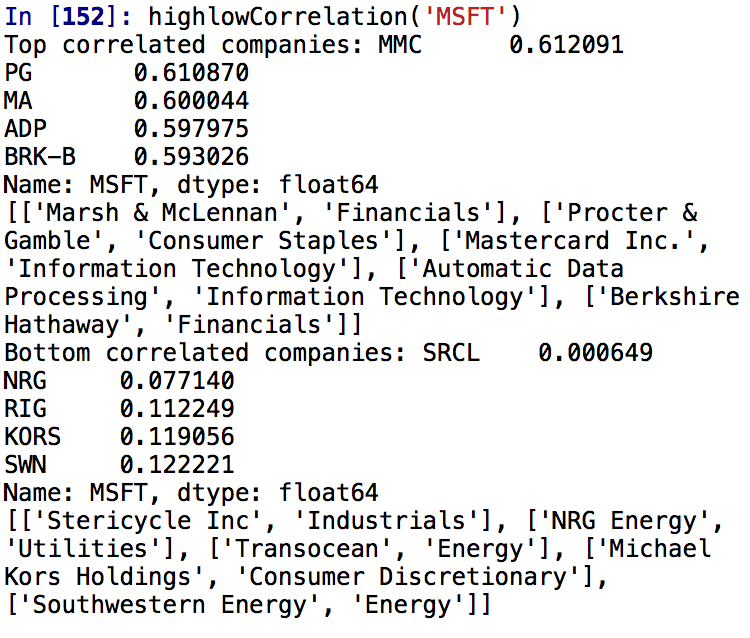 In [152]: highlowCorrelation('MSFT')
Top correlated companies: MMC      0.612091
PG       0.610870
MA       0.600044
ADP      0.597975
BRK-B    0.593026
Name: MSFT, dtype: float64
[['Marsh & McLennan', 'Financials'], ['Procter &
Gamble', 'Consumer Staples'], ['Mastercard Inc.',
'Information Technology'], ['Automatic Data
Processing', 'Information Technology'], ['Berkshire
Hathaway', 'Financials']]
Bottom correlated companies: SRCL    0.000649
NRG     0.077140
RIG     0.112249
KORS    0.119056
SWN     0.122221
Name: MSFT, dtype: float64
[['Stericycle Inc', 'Industrials'], ['NRG Energy',
'Utilities'], ['Transocean', 'Energy'], ['Michael
Kors Holdings', 'Consumer Discretionary'],
['Southwestern Energy', 'Energy']]